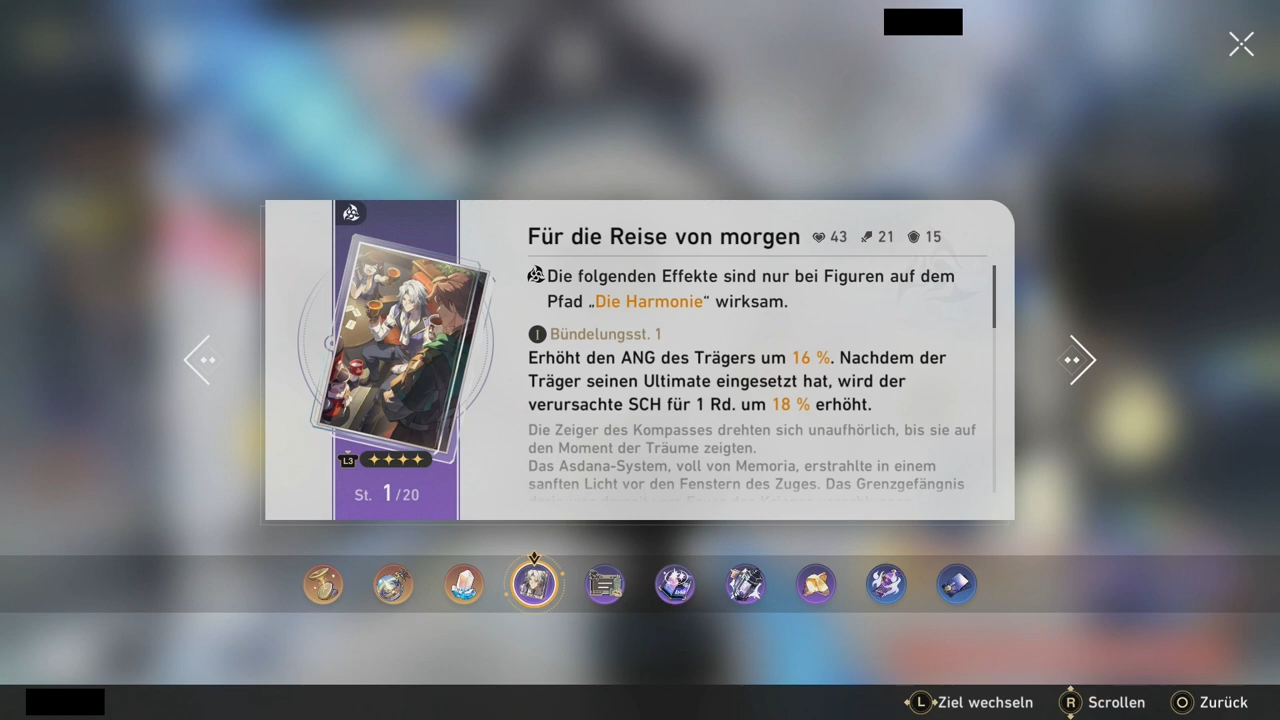 Für die Reise von morgen 43 21 15
Die folgenden Effekte sind nur bei Figuren auf dem
Pfad „Die Harmonie“ wirksam.
I Bündelungsst. 1
Erhöht den ANG des Trägers um 16 %. Nachdem der
Träger seinen Ultimate eingesetzt hat, wird der
verursachte SCH für 1 Rd. um 18 % erhöht.
Die Zeiger des Kompasses drehten sich unaufhörlich, bis sie auf
den Moment der Träume zeigten.
Das Asdana-System, voll von Memoria, erstrahlte in einem
sanften Licht vor den Fenstern des Zuges. Das Grenzgefängnis
L3
St. 1/20
L Ziel wechseln
R Scrollen
Zurück